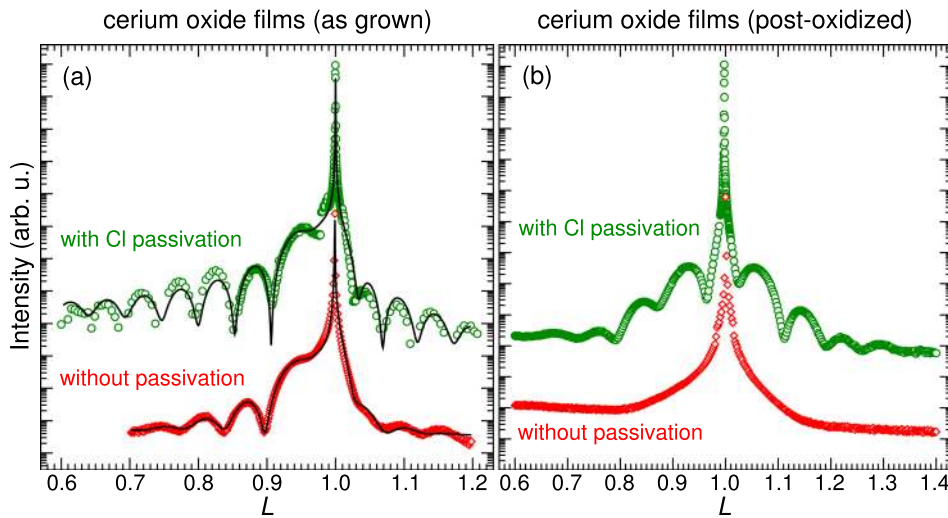 cerium oxide films (as grown)
cerium oxide films (post-oxidized)
(a)
(b)
Intensity (arb. u.)
with Cl passivation
without passivation
with Cl passivation
without passivation
0.6 0.7 0.8 0.9 1.0 1.1 1.2
0.6 0.7 0.8 0.9 1.0 1.1 1.2 1.3 1.4
L
L